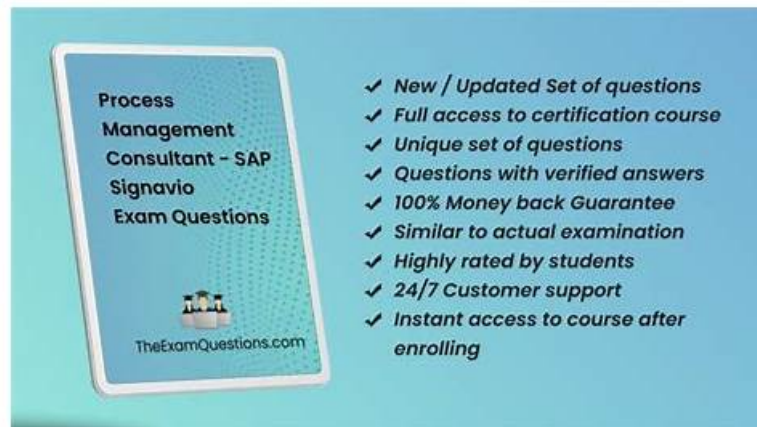 Process
Management
Consultant - SAP
Signavio
Exam Questions
TheExamQuestions.com
New / Updated Set of questions
Full access to certification course
Unique set of questions
Questions with verified answers
100% Money back Guarantee
Similar to actual examination
Highly rated by students
24/7 Customer support
Instant access to course after
enrolling